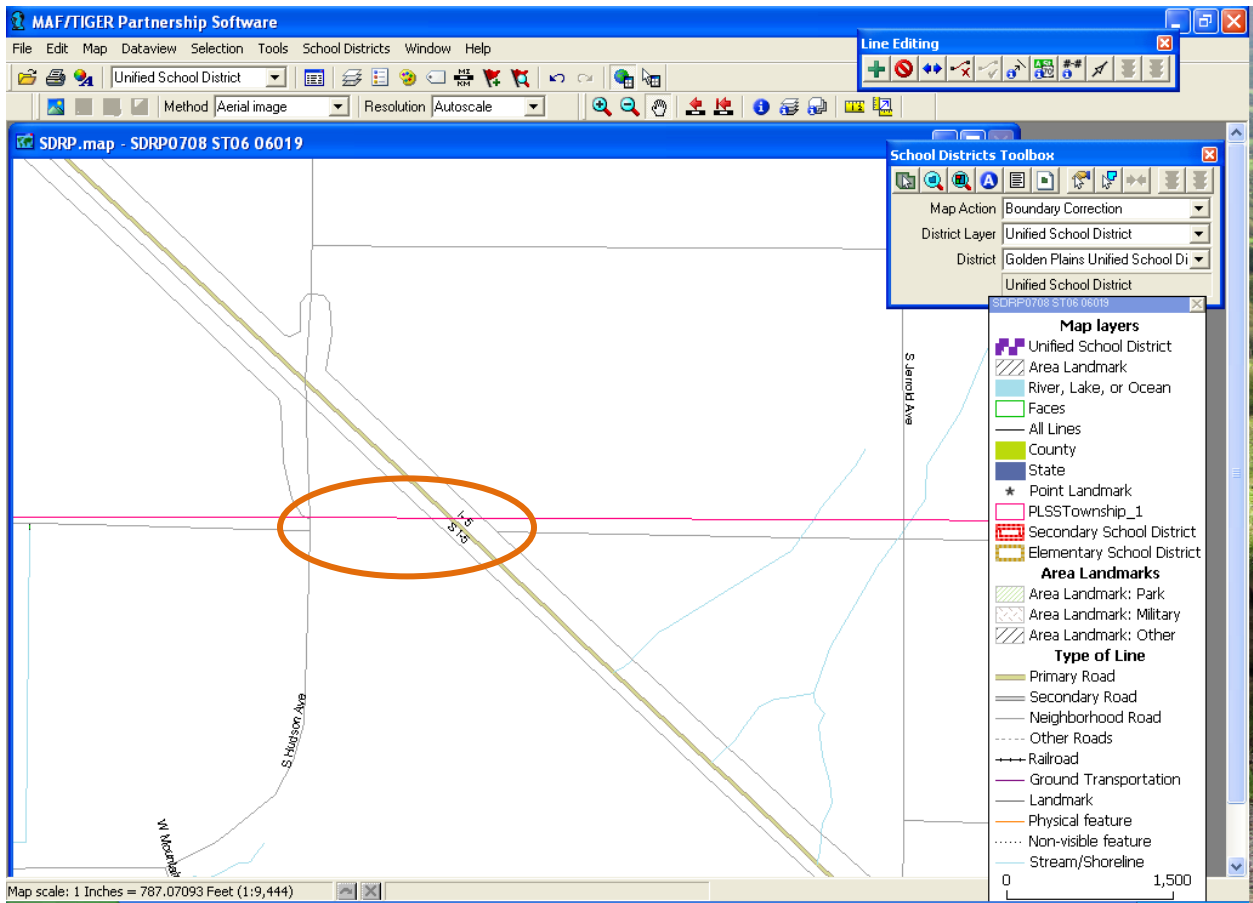 MAF/TIGER Partnership Software
File Edit Map Dataview Selection Tools School Districts Window Help
Line Editing
Unified School District
MI
KM
Method Aerial image Resolution Autoscale
SDRP.map - SDRP0708 ST06 06019
School Districts Toolbox
A
Map Action Boundary Correction
District Layer Unified School District
District Golden Plains Unified School Di
Unified School District
SDRP0708 ST06 06019
Map layers
Unified School District
Area Landmark
River, Lake, or Ocean
Faces
All Lines
County
State
Point Landmark
PLSSTownship_1
Secondary School District
Elementary School District
Area Landmarks
Area Landmark: Park
Area Landmark: Military
Area Landmark: Other
Type of Line
Primary Road
Secondary Road
Neighborhood Road
Other Roads
Railroad
Ground Transportation
Landmark
Physical feature
Non-visible feature
Stream/Shoreline
0 1,500
S Jerrold Ave
I- 5
S I-5
S Hudson Ave
W Mountain
Map scale: 1 Inches = 787.07093 Feet (1:9,444)